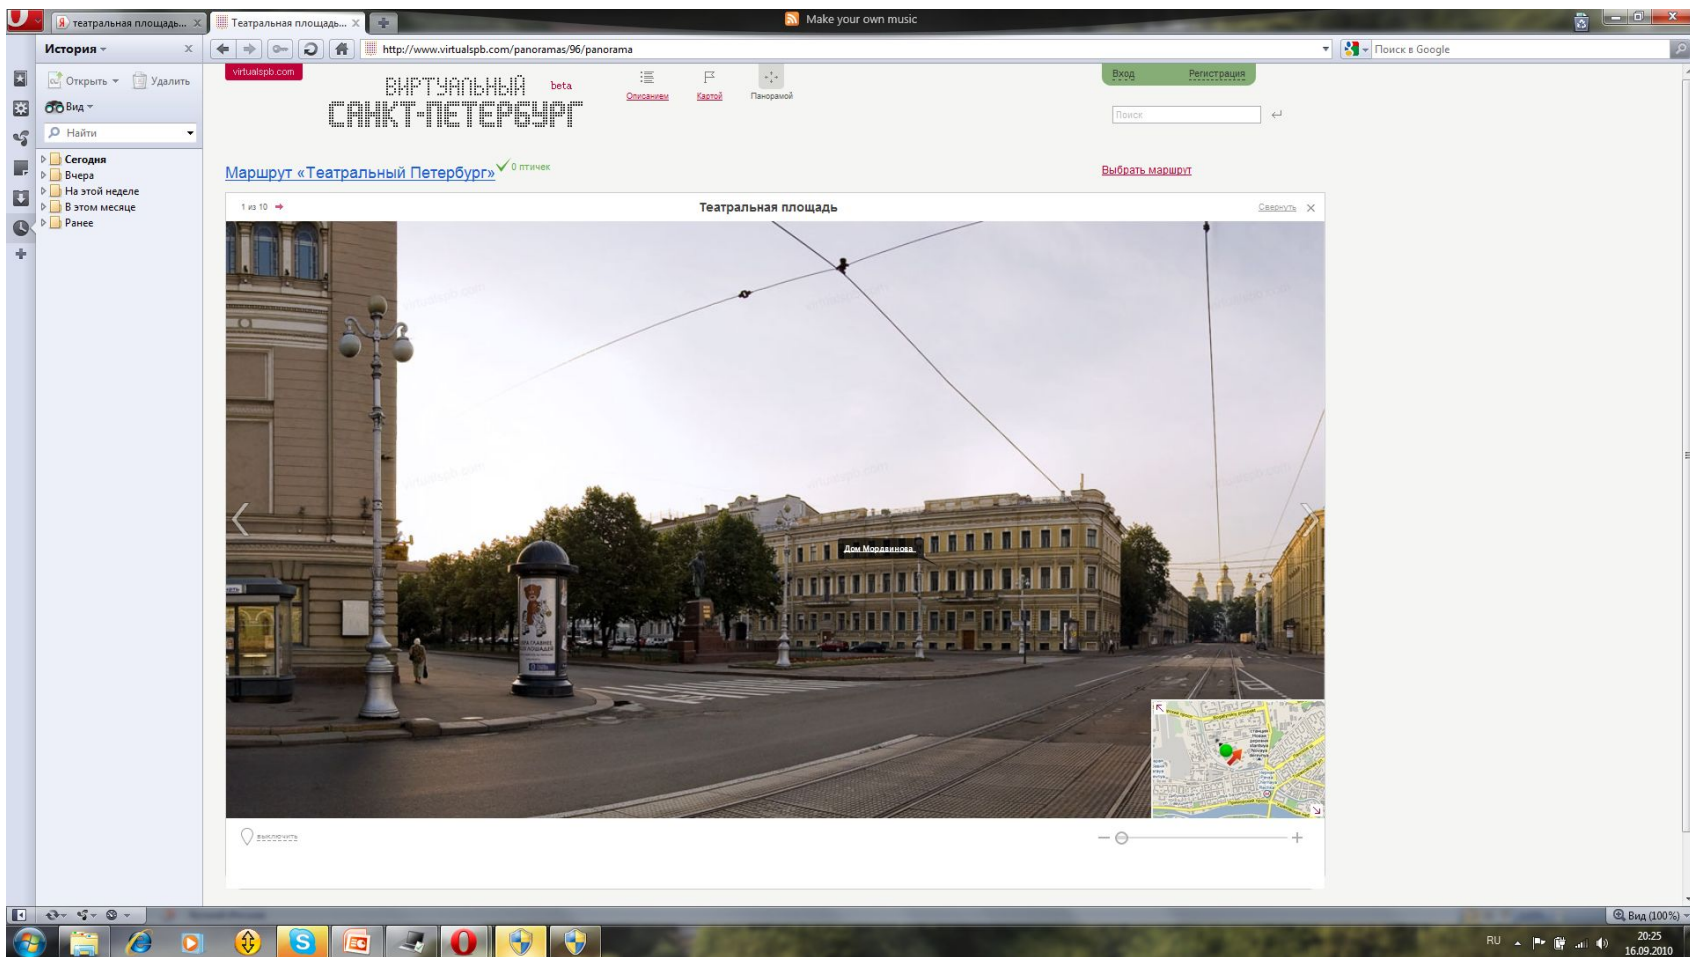 театральная площадь...
Театральная площадь...
Make your own music
История
http://www.virtualspb.com/panoramas/96/panorama
Поиск в Google
Открыть
Удалить
Вид
Найти
Сегодня
Вчера
На этой неделе
В этом месяце
Ранее
virtualspb.com
ВИРТУАЛЬНЫЙ
beta
САНКТ-ПЕТЕРБУРГ
Описанием
Картой
Панорамой
Вход
Регистрация
Поиск
Маршрут «Театральный Петербург»
0 птичек
Выбрать маршрут
1 из 10
Театральная площадь
Свернуть
virtualspb.com
Дом Мордвинова
выключить
Вид (100%)
RU
20:25
16.09.2010